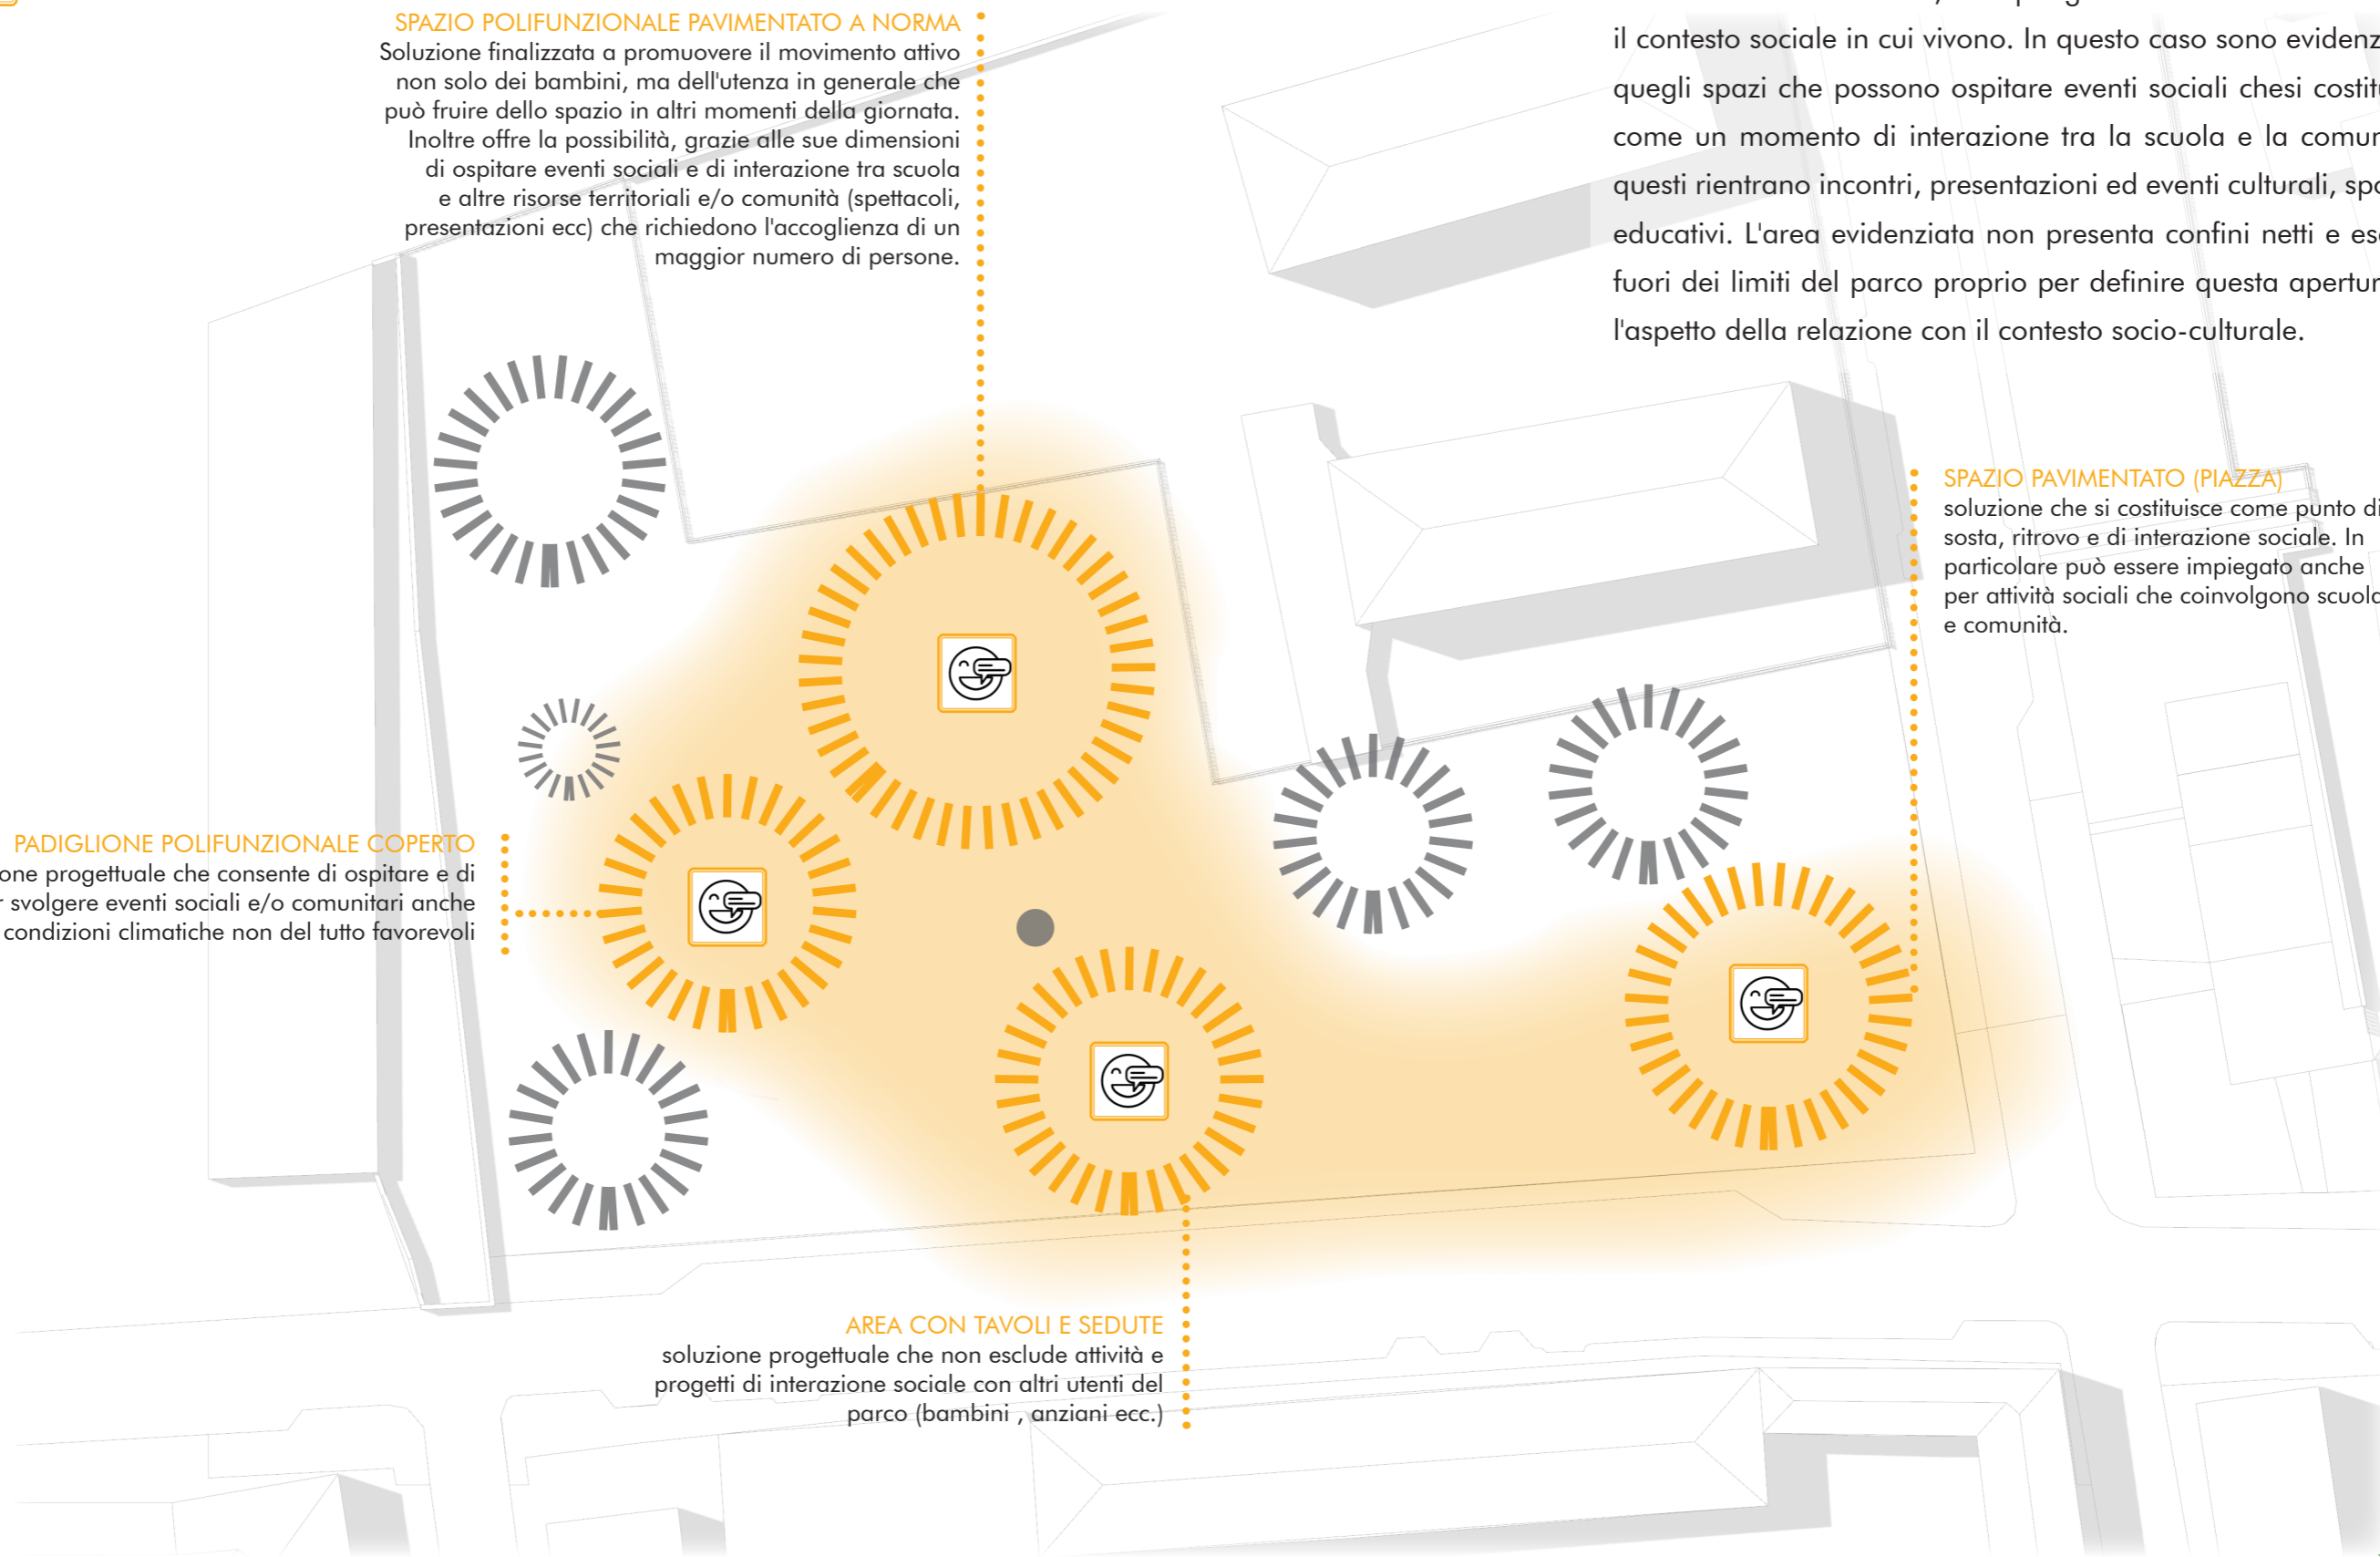 SPAZIO POLIFUNZIONALE PAVIMENTATO A NORMA
Soluzione finalizzata a promuovere il movimento attivo
non solo dei bambini, ma dell'utenza in generale che
può fruire dello spazio in altri momenti della giornata.
Inoltre offre la possibilità, grazie alle sue dimensioni
di ospitare eventi sociali e di interazione tra scuola
e altre risorse territoriali e/o comunità (spettacoli,
presentazioni ecc) che richiedono l'accoglienza di un
maggior numero di persone.
il contesto sociale in cui vivono. In questo caso sono
quegli spazi che possono ospitare eventi sociali chesi
come un momento di interazione tra la scuola e la
questi rientrano incontri, presentazioni ed eventi culturali,
educativi. L'area evidenziata non presenta confini netti e
fuori dei limiti del parco proprio per definire questa
l'aspetto della relazione con il contesto socio-culturale.
SPAZIO PAVIMENTATO (PIAZZA)
soluzione che si costituisce come punto di
sosta, ritrovo e di interazione sociale. In
particolare può essere impiegato anche
per attività sociali che coinvolgono scuola
e comunità.
PADIGLIONE POLIFUNZIONALE COPERTO
progettuale che consente di ospitare e di
svolgere eventi sociali e/o comunitari anche
condizioni climatiche non del tutto favorevoli
AREA CON TAVOLI E SEDUTE
soluzione progettuale che non esclude attività e
progetti di interazione sociale con altri utenti del
parco (bambini , anziani ecc.)